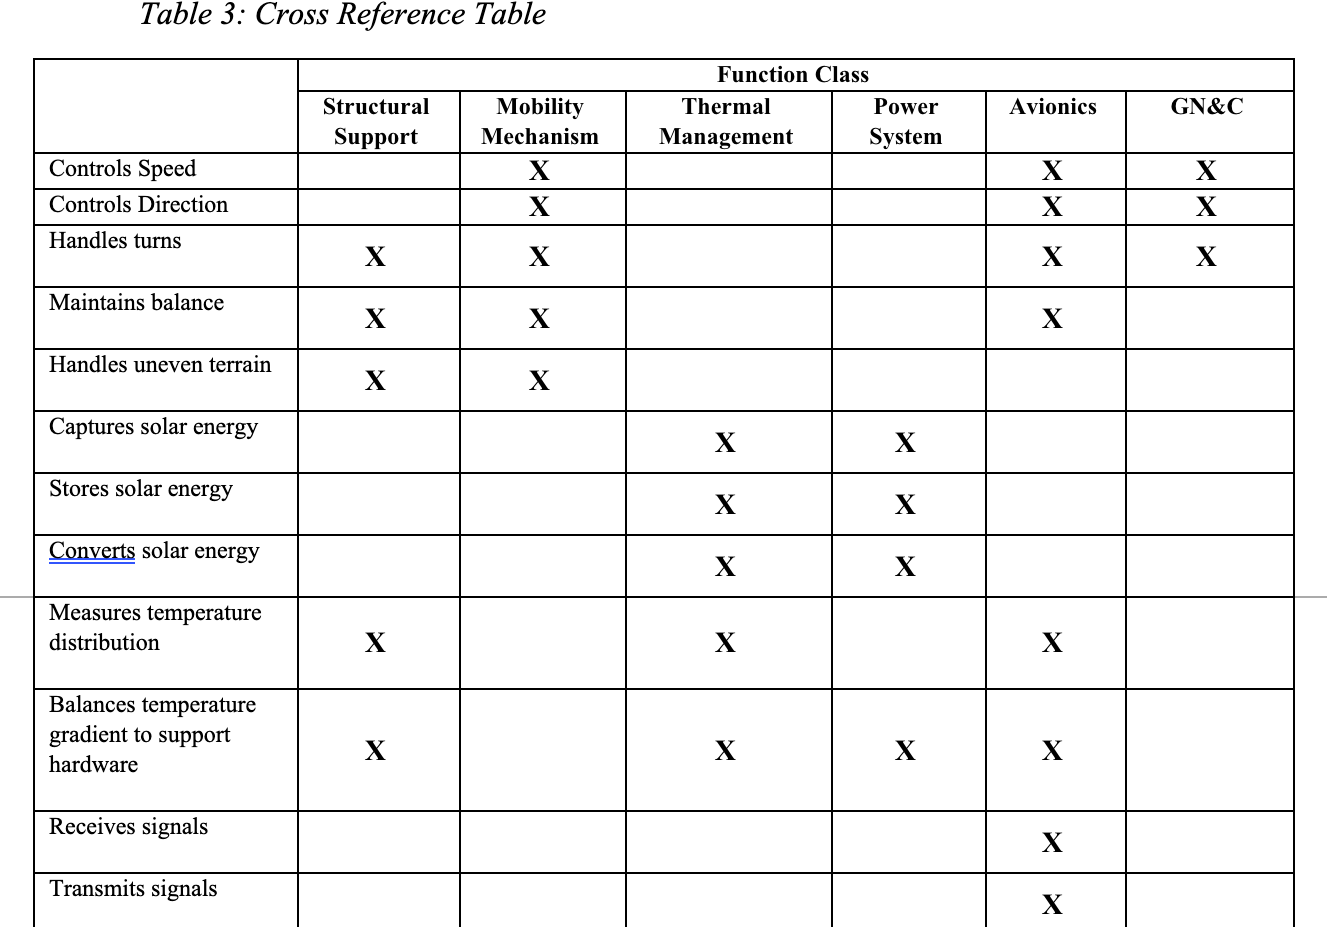 Table 3: Cross Reference Table
Function Class
Structural Support Mobility Mechanism Thermal Management Power System Avionics GN&C
Controls Speed X X X
Controls Direction X X X
Handles turns X X X X
Maintains balance X X X
Handles uneven terrain X X
Captures solar energy X X
Stores solar energy X X
Converts solar energy X X
Measures temperature
distribution X X X
Balances temperature
gradient to support
hardware X X X X
Receives signals X
Transmits signals X